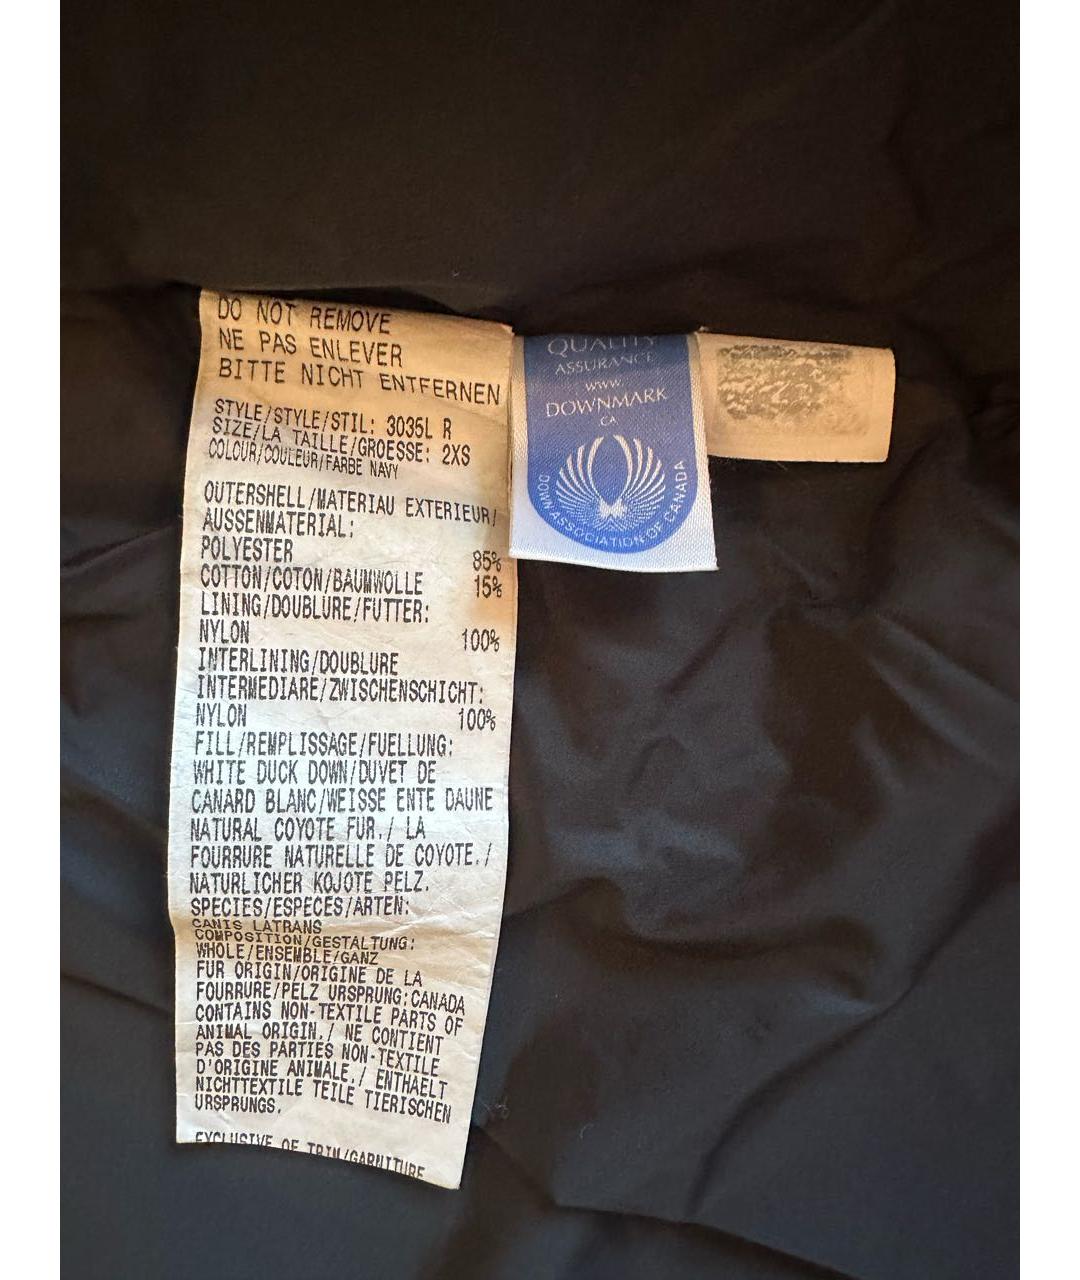 DO NOT REMOVE
NE PAS ENLEVER
BITTE NICHT ENTFERNEN
STYLE/STYLE/STIL: 3035L R
SIZE/LA TAILLE/GROESSE: 2XS
COLOUR/COULEUR/FARBE NAVY
OUTERSHELL/MATERIAU EXTERIEUR/
AUSSENMATERIAL:
POLYESTER 85%
COTTON/COTON/BAUMWOLLE 15%
LINING/DOUBLURE/FUTTER:
NYLON 100%
INTERLINING/DOUBLURE
INTERMEDIARE/ZWISCHENSCHICHT:
NYLON 100%
FILL/REMPLISSAGE/FUELLUNG:
WHITE DUCK DOWN/DUVET DE
CANARD BLANC/WEISSE ENTE DAUNE
NATURAL COYOTE FUR./ LA
FOURRURE NATURELLE DE COYOTE./
NATURLICHER KOJOTE PELZ.
SPECIES/ESPECES/ARTEN:
CANIS LATRANS
COMPOSITION/GESTALTUNG:
WHOLE/ENSEMBLE/GANZ
FUR ORIGIN/ORIGINE DE LA
FOURRURE/PELZ URSPRUNG:CANADA
CONTAINS NON-TEXTILE PARTS OF
ANIMAL ORIGIN./ NE CONTIENT
PAS DES PARTIES NON-TEXTILE
D'ORIGINE ANIMALE./ ENTHAELT
NICHTTEXTILE TEILE TIERISCHEN
URSPRUNGS.
EXCLUSIVE OF TRIM/GARNITURE
QUALITY
ASSURANCE
www
DOWNMARK
CA
DOWN ASSOCIATION OF CANADA